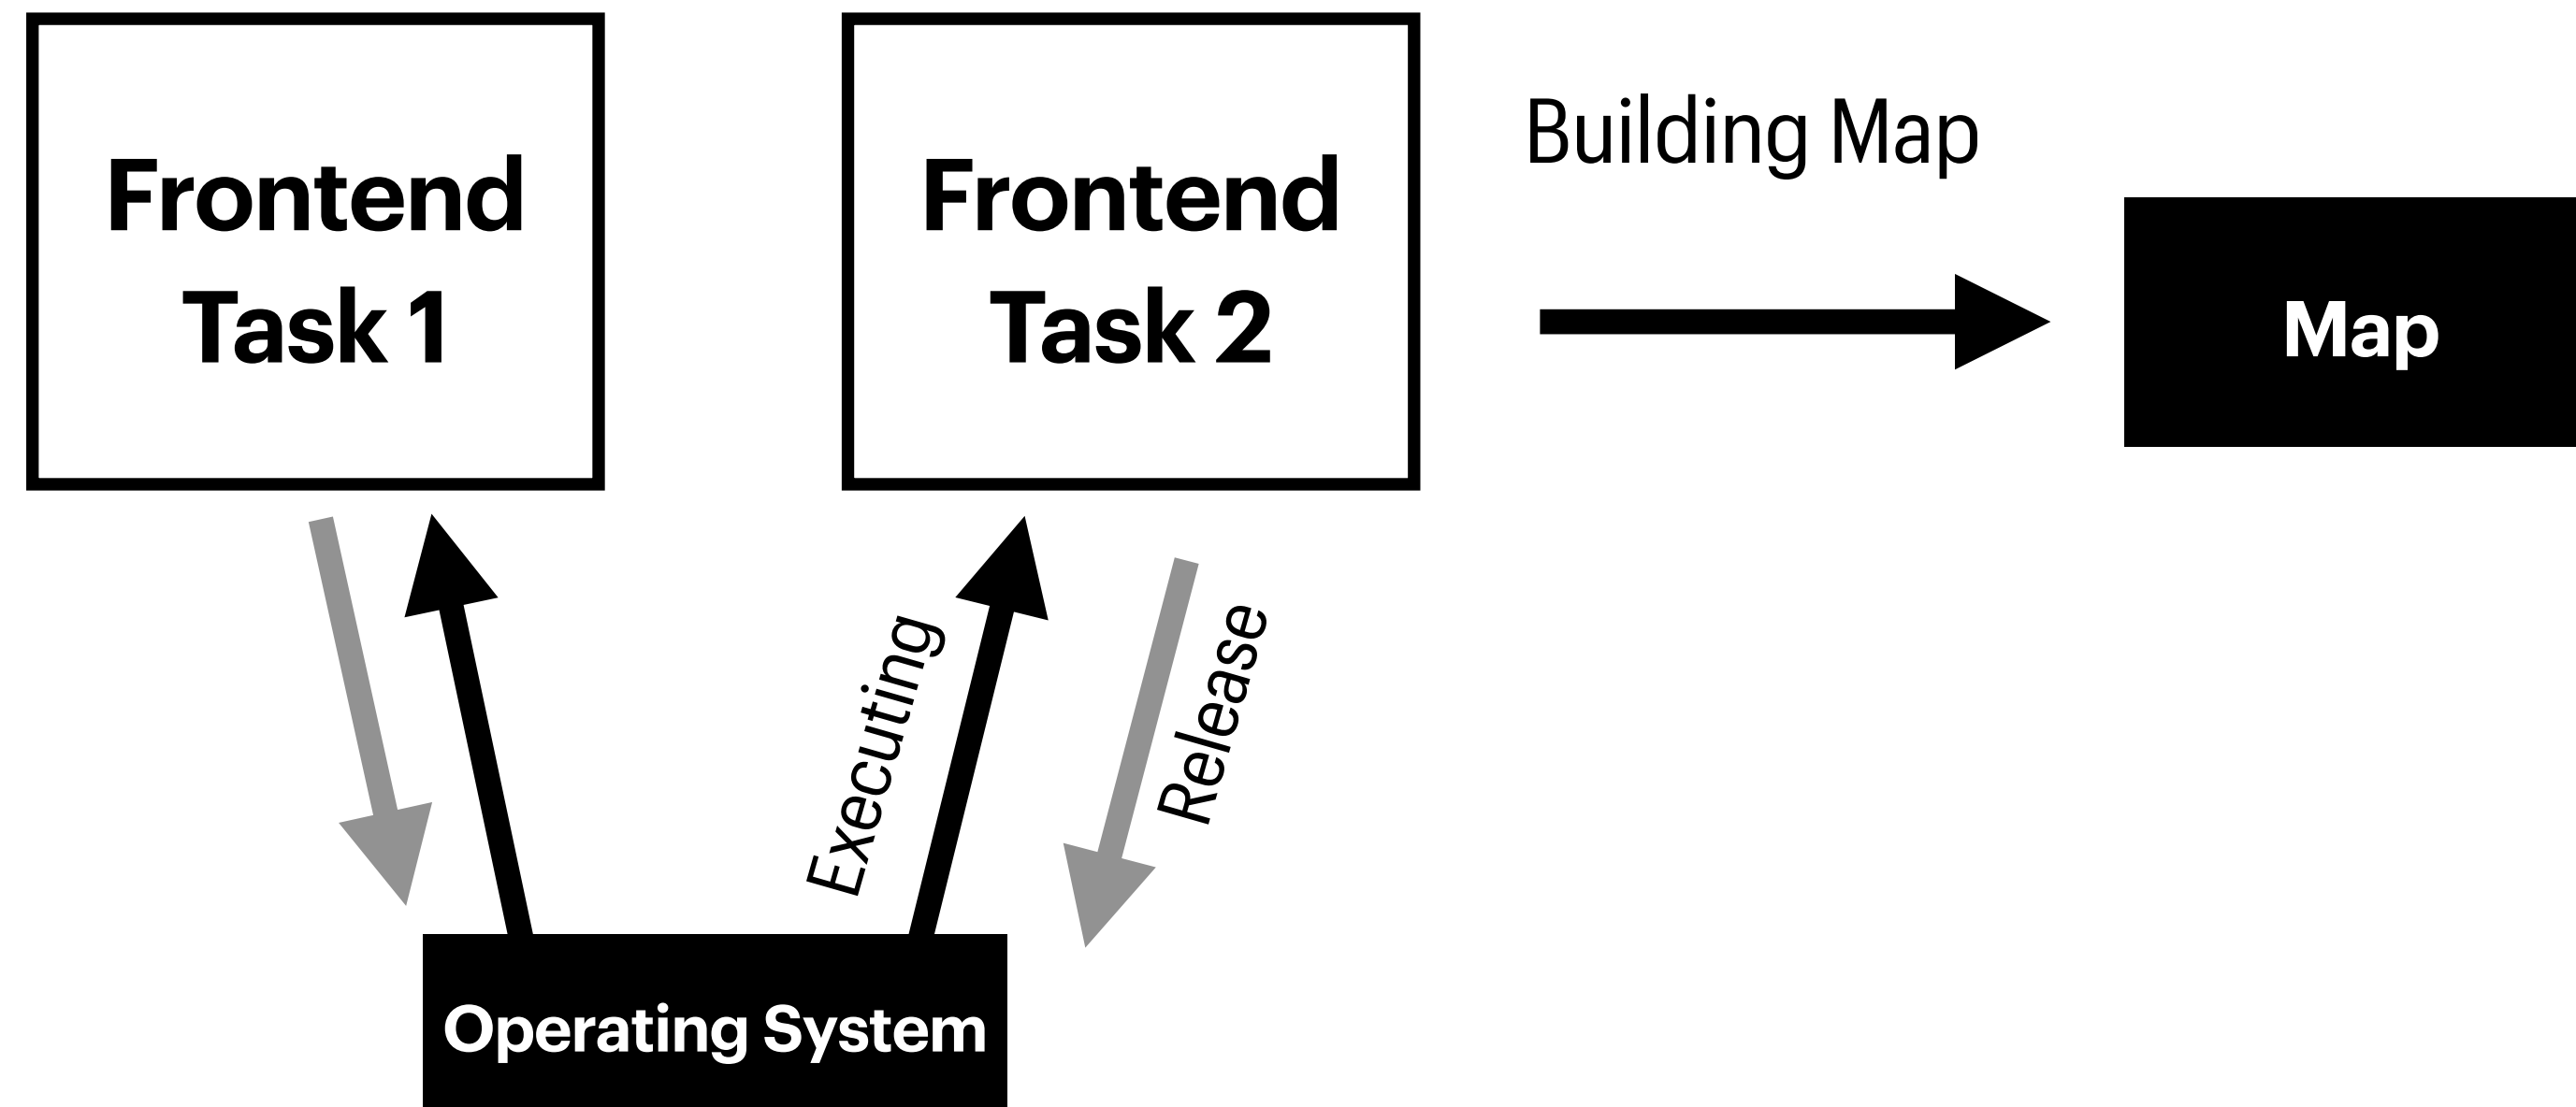 Frontend
Task 1
Frontend
Task 2
Building Map
Map
Executing
Release
Operating System